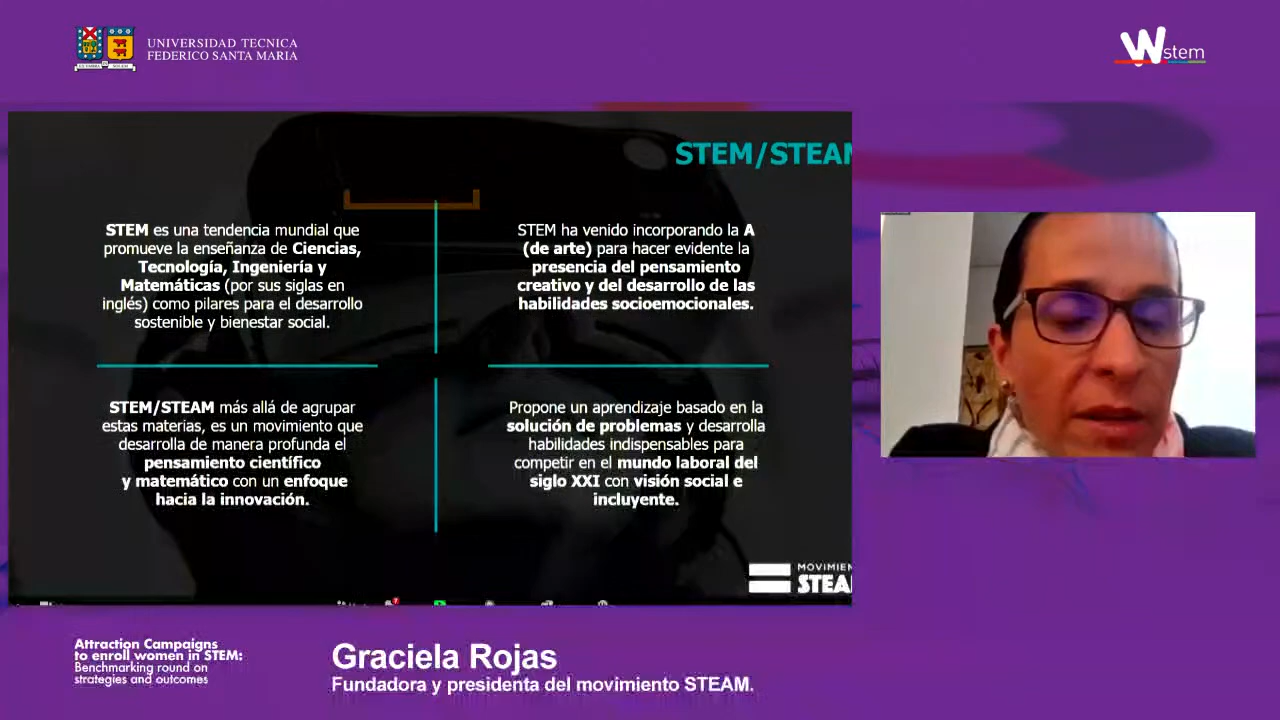 UNIVERSIDAD TECNICA
FEDERICO SANTA MARIA
Wstem
STEM/STEAM
STEM es una tendencia mundial que
promueve la enseñanza de Ciencias,
Tecnología, Ingeniería y
Matemáticas (por sus siglas en
inglés) como pilares para el desarrollo
sostenible y bienestar social.
STEM ha venido incorporando la A
(de arte) para hacer evidente la
presencia del pensamiento
creativo y del desarrollo de las
habilidades socioemocionales.
STEM/STEAM más allá de agrupar
estas materias, es un movimiento que
desarrolla de manera profunda el
pensamiento científico
y matemático con un enfoque
hacia la innovación.
Propone un aprendizaje basado en la
solución de problemas y desarrolla
habilidades indispensables para
competir en el mundo laboral del
siglo XXI con visión social e
incluyente.
MOVIMIEN
STEA
Attraction Campaigns
to enroll women in STEM:
Benchmarking round on
strategies and outcomes
Graciela Rojas
Fundadora y presidenta del movimiento STEAM.